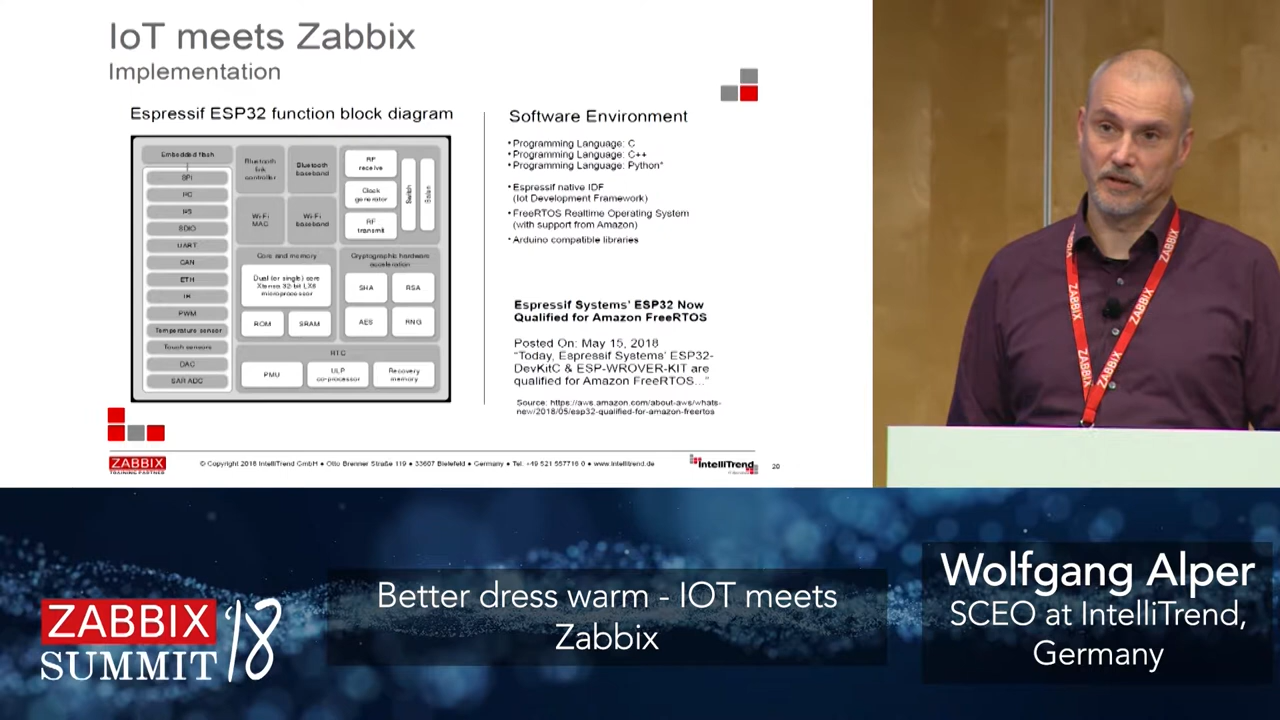 IoT meets Zabbix
Implementation
Espressif ESP32 function block diagram
Embedded flash
SPI
I²C
I²S
SDIO
UART
CAN
ETH
IR
PWM
Temperature sensor
Touch sensors
DAC
SAR ADC
Bluetooth
link
controller
Bluetooth
baseband
Wi-Fi
MAC
Wi-Fi
baseband
RF
receive
Clock
generator
RF
transmit
Switch
Balun
Core and memory
Dual (or single) core
Xtensa 32-bit LX6
microprocessor
ROM
SRAM
Cryptographic hardware
acceleration
SHA
RSA
AES
RNG
RTC
PMU
ULP
co-processor
Recovery
memory
Software Environment
• Programming Language: C
• Programming Language: C++
• Programming Language: Python*
• Espressif native IDF
(Iot Development Framework)
• FreeRTOS Realtime Operating System
(with support from Amazon)
• Arduino compatible libraries
Espressif Systems' ESP32 Now
Qualified for Amazon FreeRTOS
Posted On: May 15, 2018
"Today, Espressif Systems' ESP32-
DevKitC & ESP-WROVER-KIT are
qualified for Amazon FreeRTOS..."
Source: https://aws.amazon.com/about-aws/whats-
new/2018/05/esp32-qualified-for-amazon-freertos
ZABBIX
TRAINING PARTNER
© Copyright 2018 IntelliTrend GmbH • Otto Brenner Straße 119 • 33607 Bielefeld • Germany • Tel. +49 521 557716 0 • www.intellitrend.de
IntelliTrend
20
ZABBIX
ZABBIX
ZABBIX
ZABBIX
ZABBIX '18
SUMMIT
Better dress warm - IOT meets
Zabbix
Wolfgang Alper
SCEO at IntelliTrend,
Germany